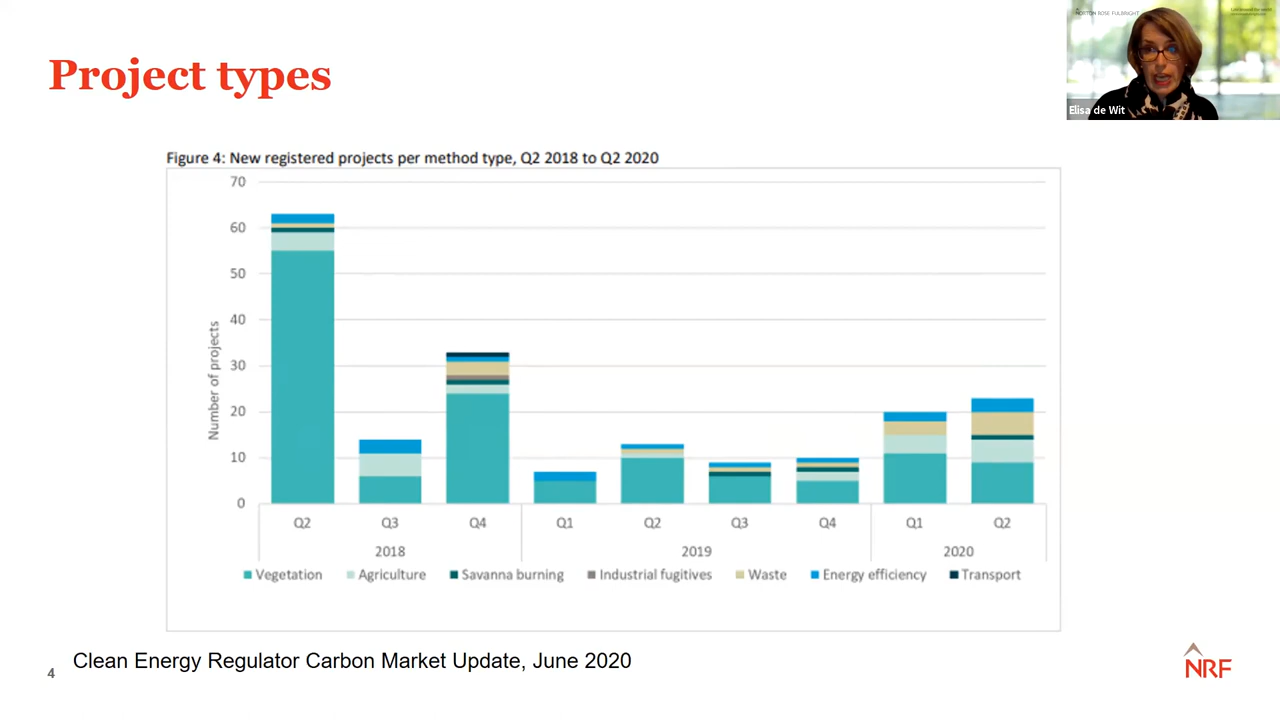 Project types
NORTON ROSE FULBRIGHT
Elisa de Wit
Figure 4: New registered projects per method type, Q2 2018 to Q2 2020
Number of projects
70
60
50
40
30
20
10
0
Q2 Q3 Q4 Q1 Q2 Q3 Q4 Q1 Q2
2018 2019 2020
Vegetation Agriculture Savanna burning Industrial fugitives Waste Energy efficiency Transport
Clean Energy Regulator Carbon Market Update, June 2020
4
NRF